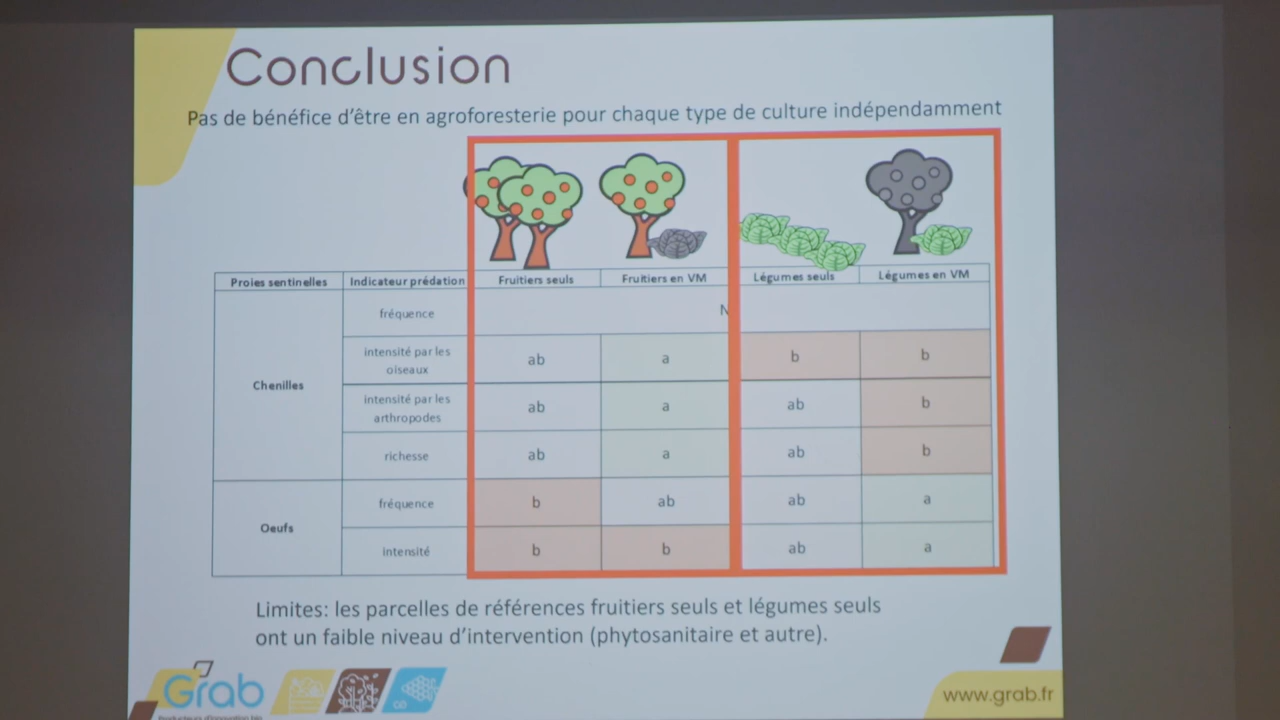 Conclusion
Pas de bénéfice d'être en agroforesterie pour chaque type de culture indépendamment
Proies sentinelles Indicateur prédation Fruitiers seuls Fruitiers en VM Légumes seuls Légumes en VM
Chenilles
fréquence N
intensité par les oiseaux ab a b b
intensité par les arthropodes ab a ab b
richesse ab a ab b
Oeufs
fréquence b ab ab a
intensité b b ab a
Limites: les parcelles de références fruitiers seuls et légumes seuls
ont un faible niveau d'intervention (phytosanitaire et autre).
Grab
Producteurs d'innovation bio
www.grab.fr